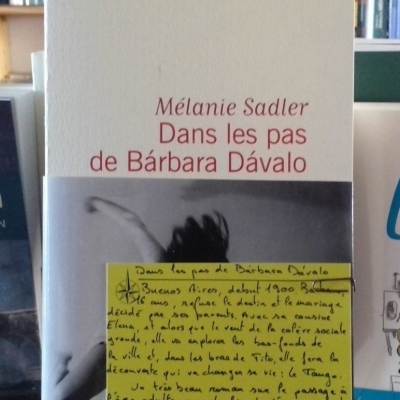 Mélanie Sadler
Dans les pas
de Bárbara Dávalo
Dans les pas de Bárbara Dávalo
Buenos Aires, début 1900
16 ans, refuse le destin et le mariage
décidé par ses parents. Avec sa cousine
Elena, et alors que le vent de la colère sociale
gronde, elle va explorer les bas-fonds de
la ville et, dans les bras de Tito, elle fera la
découverte qui va changer sa vie : le Tango.
Un très beau roman sur le passage à